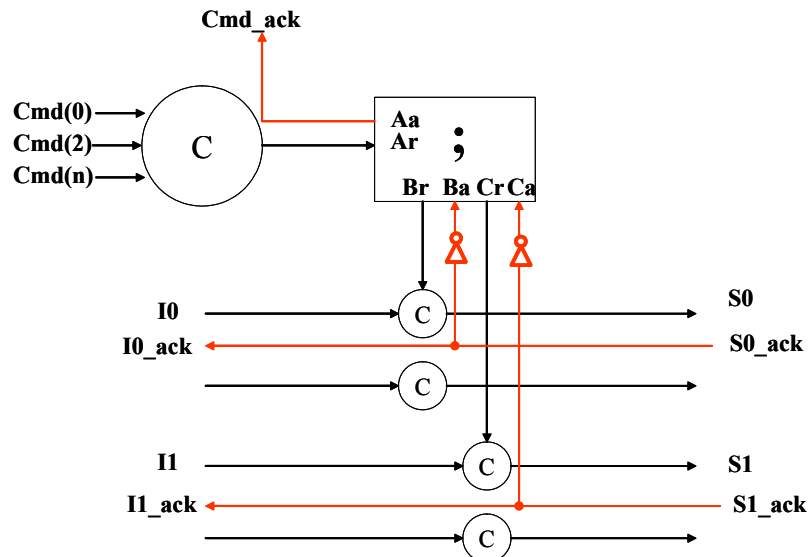 Cmd_ack
Cmd(0)
Cmd(2)
Cmd(n)
C
Aa
Ar
;
Br Ba Cr Ca
I0
C
S0
I0_ack
S0_ack
C
I1
C
S1
I1_ack
S1_ack
C